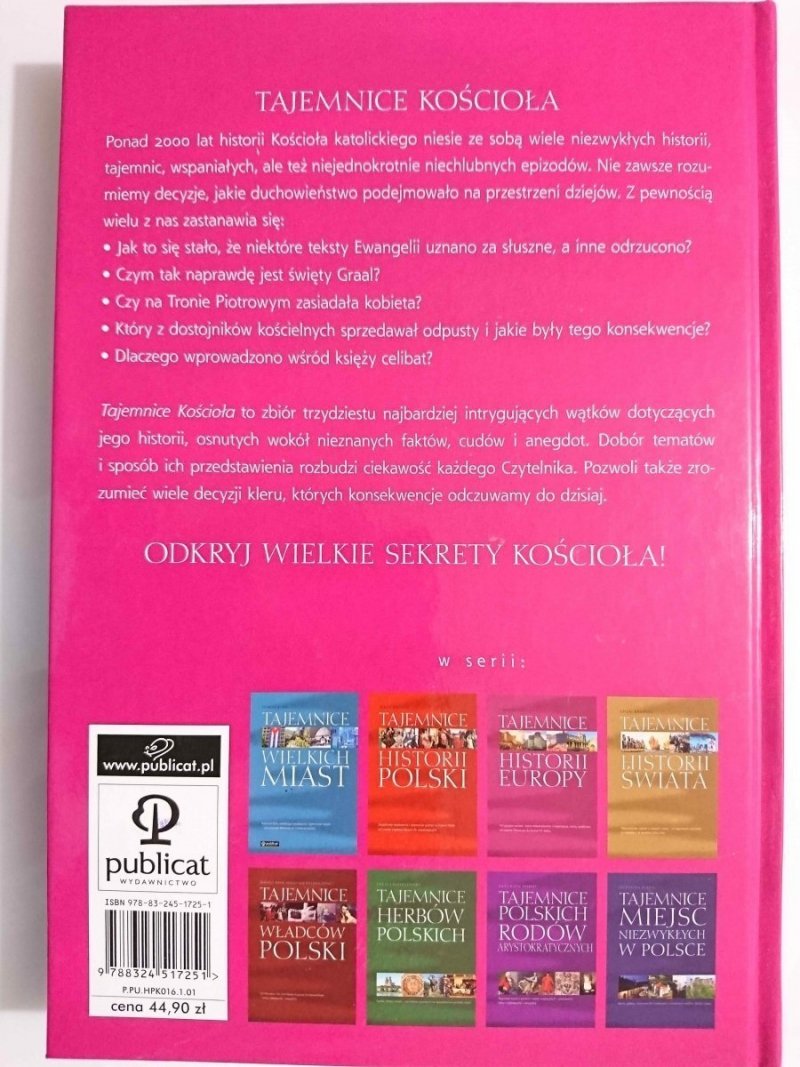 TAJEMNICE KOŚCIOŁA
Ponad 2000 lat historii Kościoła katolickiego niesie ze sobą wiele niezwykłych historii,
tajemnic, wspaniałych, ale też niejednokrotnie niechlubnych epizodów. Nie zawsze rozu-
miemy decyzje, jakie duchowieństwo podejmowało na przestrzeni dziejów. Z pewnością
wielu z nas zastanawia się:
• Jak to się stało, że niektóre teksty Ewangelii uznano za słuszne, a inne odrzucono?
• Czym tak naprawdę jest święty Graal?
• Czy na Tronie Piotrowym zasiadała kobieta?
• Który z dostojników kościelnych sprzedawał odpusty i jakie były tego konsekwencje?
• Dlaczego wprowadzono wśród księży celibat?
Tajemnice Kościoła to zbiór trzydziestu najbardziej intrygujących wątków dotyczących
jego historii, osnutych wokół nieznanych faktów, cudów i anegdot. Dobór tematów
i sposób ich przedstawienia rozbudzi ciekawość każdego Czytelnika. Pozwoli także zro-
zumieć wiele decyzji kleru, których konsekwencje odczuwamy do dzisiaj.
ODKRYJ WIELKIE SEKRETY KOŚCIOŁA!
w serii:
TAJEMNICE
WIELKICH
MIAST
TAJEMNICE
HISTORII
POLSKI
TAJEMNICE
HISTORII
EUROPY
TAJEMNICE
HISTORII
ŚWIATA
TAJEMNICE
WŁADCÓW
POLSKI
TAJEMNICE
HERBÓW
POLSKICH
TAJEMNICE
POLSKICH
RODÓW
ARYSTOKRATYCZNYCH
TAJEMNICE
MIEJSC
NIEZWYKŁYCH
W POLSCE
www.publicat.pl
publicat
WYDAWNICTWO
ISBN 978-83-245-1725-1
9 788324 517251 >
P.PU.HPK016.1.01
cena 44,90 zł